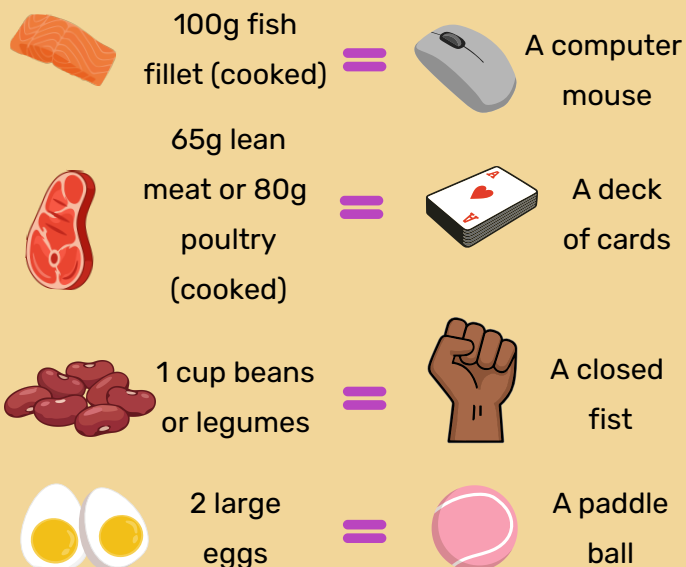 100g fish
fillet (cooked)
A computer
mouse
65g lean
meat or 80g
poultry
(cooked)
A deck
of cards
A
A
1 cup beans
or legumes
A closed
fist
2 large
eggs
A paddle
ball